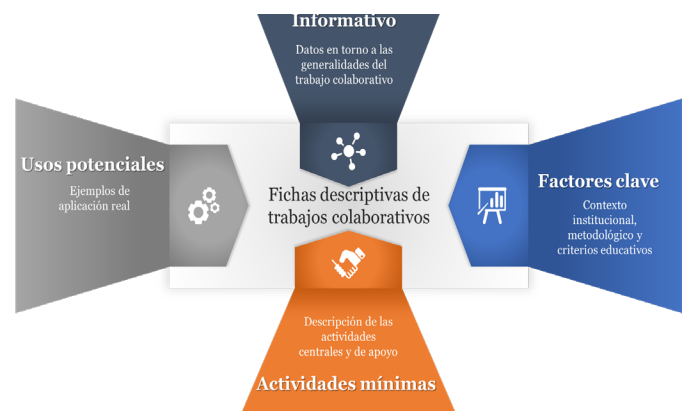 Informativo
Datos en torno a las
generalidades del
trabajo colaborativo
Usos potenciales
Ejemplos de
aplicación real
Fichas descriptivas de
trabajos colaborativos
Factores clave
Contexto
institucional,
metodológico y
criterios educativos
Descripción de las
actividades
centrales y de apoyo
Actividades mínimas